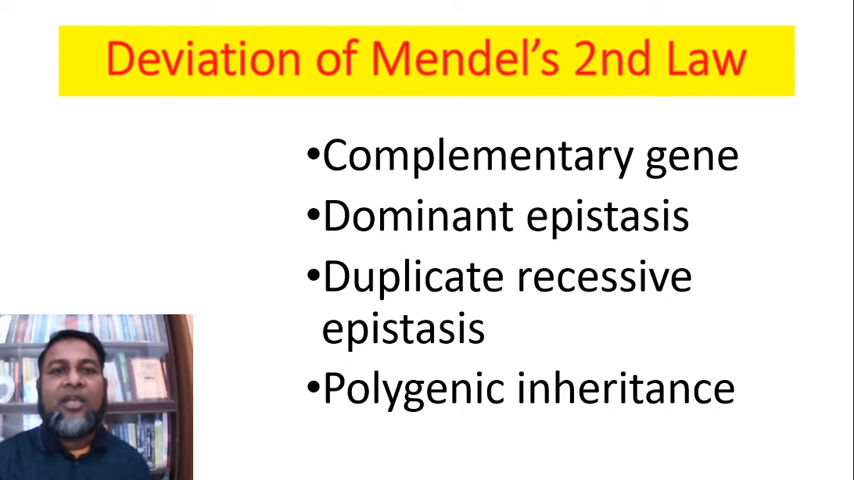 Deviation of Mendel's 2nd Law
•Complementary gene
•Dominant epistasis
•Duplicate recessive
epistasis
•Polygenic inheritance